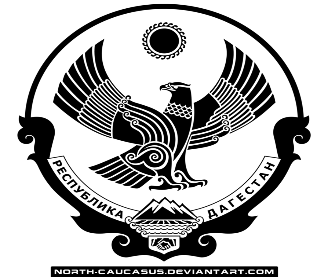 РЕСПУБЛИКА ДАГЕСТАН
NORTH-CAUCASUS.DEVIANTART.COM